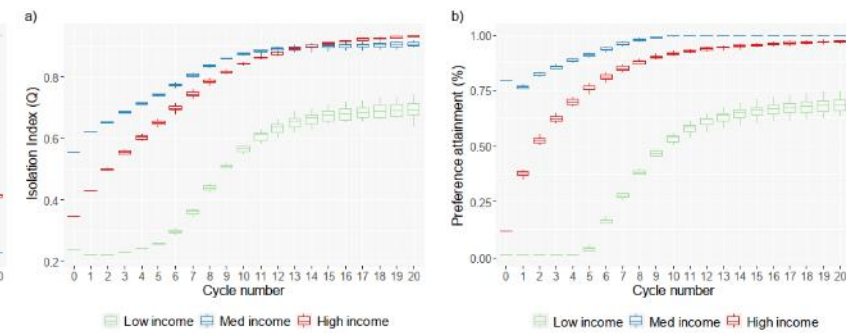 a)
Isolation Index (Q)
0.8
0.6
0.4
0.2
0 1 2 3 4 5 6 7 8 9 10 11 12 13 14 15 16 17 18 19 20
Cycle number
Low income Med income High income
b)
Preference attainment (%)
1.00
0.75
0.50
0.25
0.00
0 1 2 3 4 5 6 7 8 9 10 11 12 13 14 15 16 17 18 19 20
Cycle number
Low income Med income High income